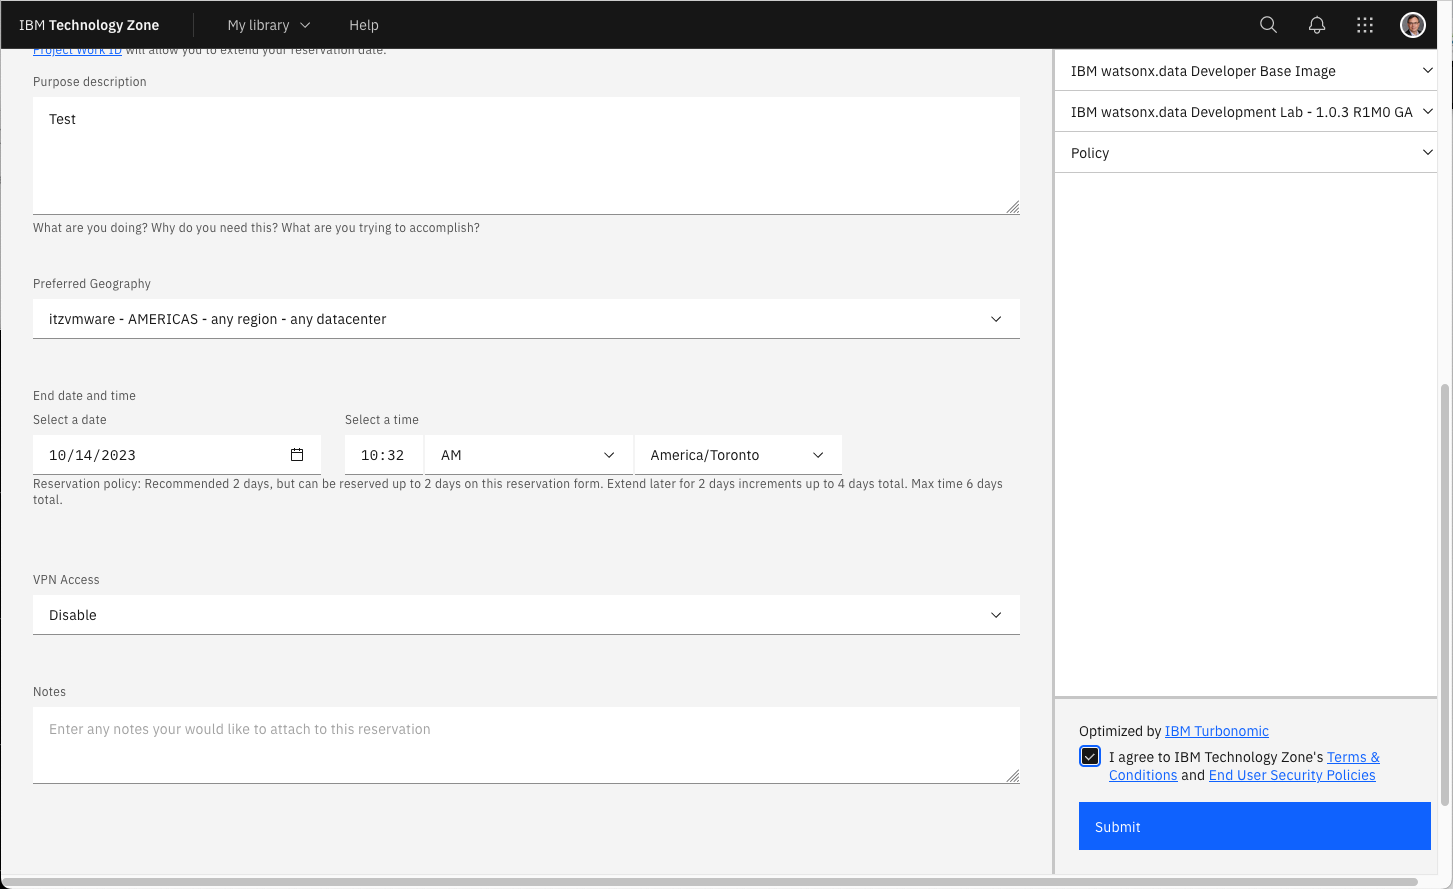 IBM Technology Zone
My library
Help
Project Work ID will allow you to extend your reservation date.
Purpose description
Test
What are you doing? Why do you need this? What are you trying to accomplish?
Preferred Geography
itzvmware - AMERICAS - any region - any datacenter
End date and time
Select a date
Select a time
10/14/2023
10:32
AM
America/Toronto
Reservation policy: Recommended 2 days, but can be reserved up to 2 days on this reservation form. Extend later for 2 days increments up to 4 days total. Max time 6 days
total.
VPN Access
Disable
Notes
Enter any notes your would like to attach to this reservation
IBM watsonx.data Developer Base Image
IBM watsonx.data Development Lab - 1.0.3 R1M0 GA
Policy
Optimized by IBM Turbonomic
I agree to IBM Technology Zone's Terms &
Conditions and End User Security Policies
Submit